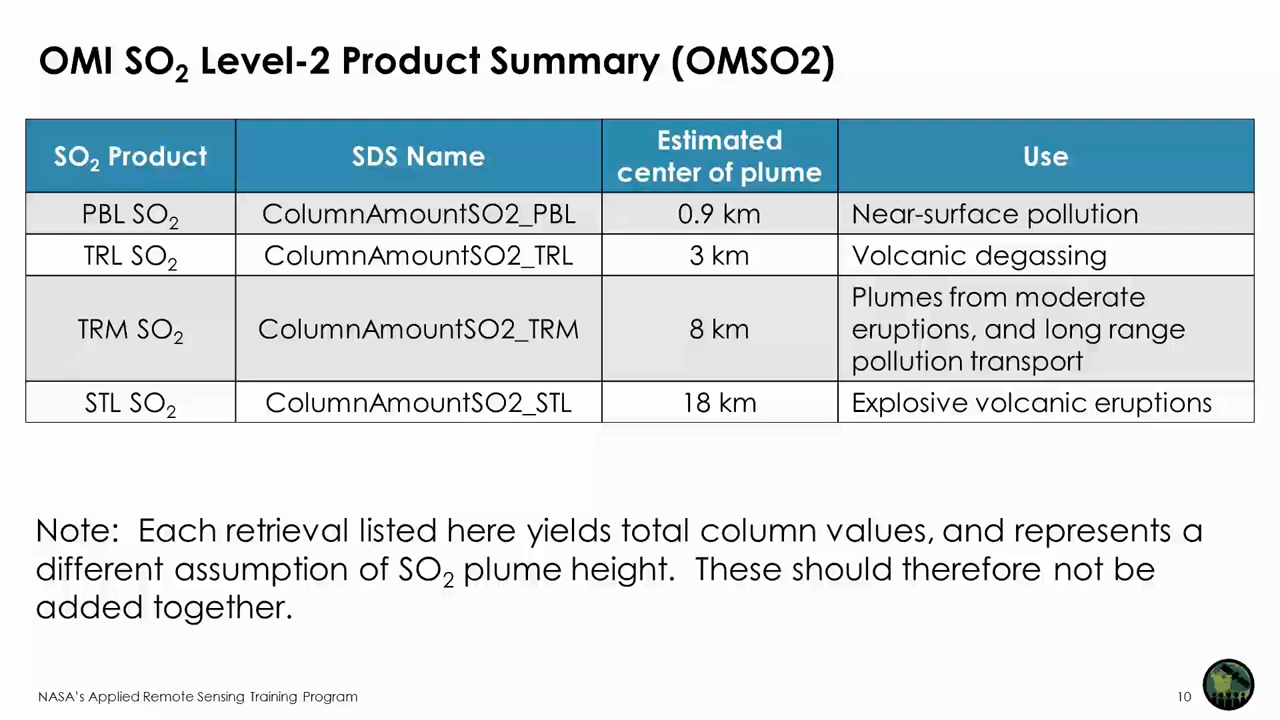 OMI SO₂ Level-2 Product Summary (OMSO2)
SO₂ Product
SDS Name
Estimated
center of plume
Use
PBL SO₂
ColumnAmountSO2_PBL
0.9 km
Near-surface pollution
TRL SO₂
ColumnAmountSO2_TRL
3 km
Volcanic degassing
TRM SO₂
ColumnAmountSO2_TRM
8 km
Plumes from moderate
eruptions, and long range
pollution transport
STL SO₂
ColumnAmountSO2_STL
18 km
Explosive volcanic eruptions
Note:  Each retrieval listed here yields total column values, and represents a
different assumption of SO₂ plume height.  These should therefore not be
added together.
NASA's Applied Remote Sensing Training Program
10